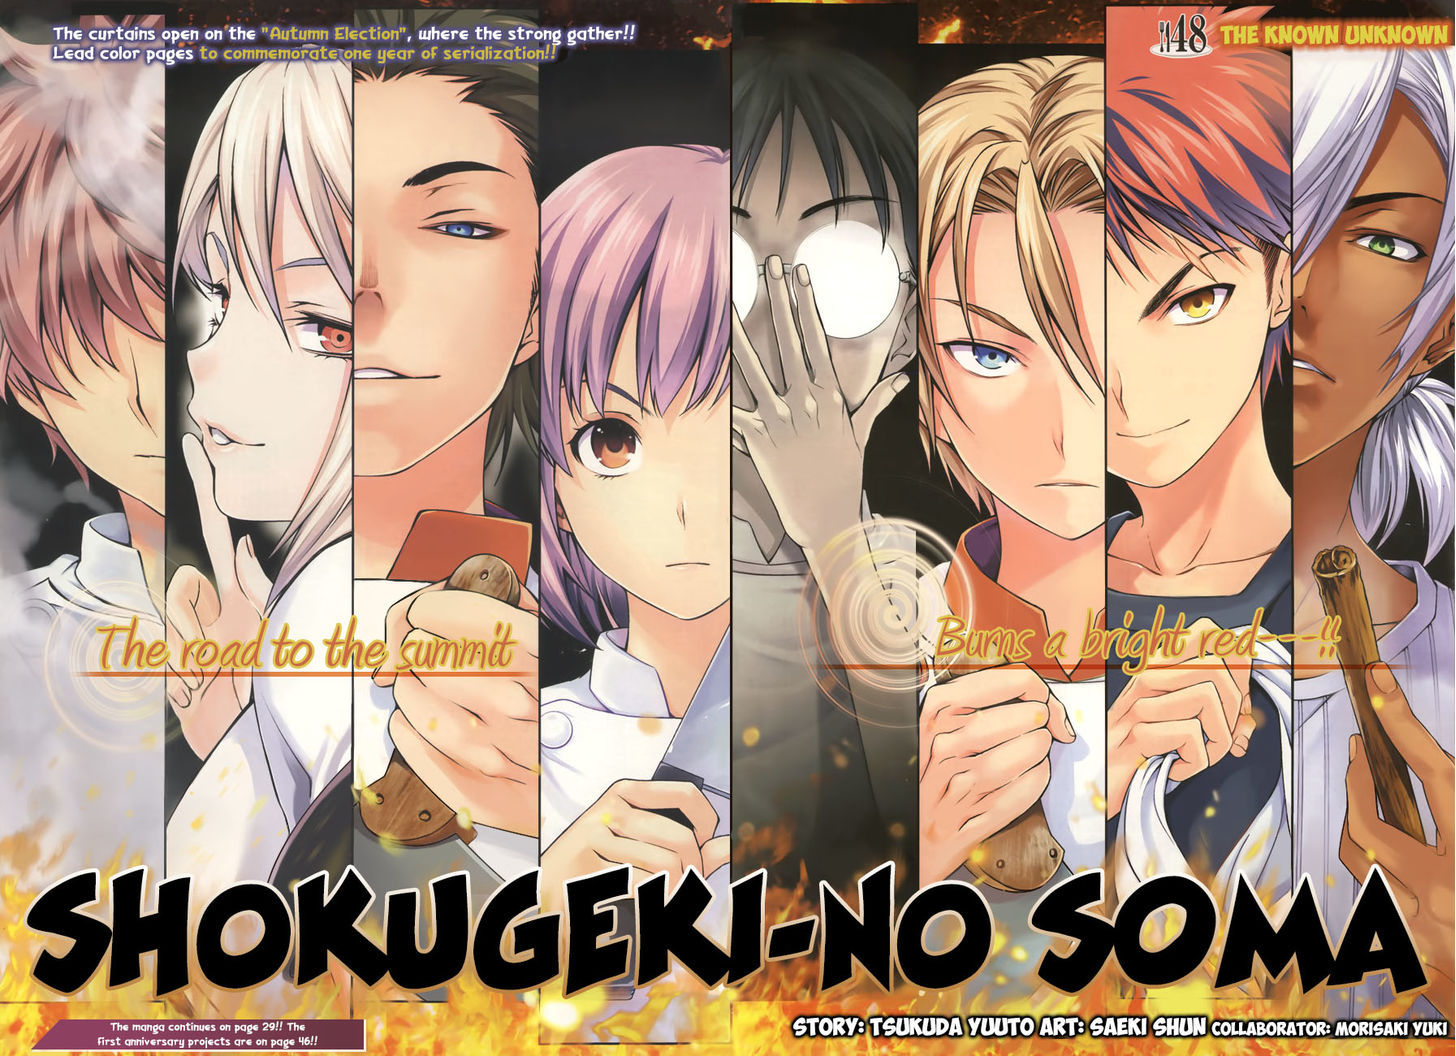 The curtains open on the "Autumn Election", where the strong gather!!
Lead color pages to commemorate one year of serialization!!
48 THE KNOWN UNKNOWN
The road to the summit
Burns a bright red---!!
SHOKUGEKI-NO SOMA
The manga continues on page 29!! The
First anniversary projects are on page 46!!
STORY: TSUKUDA YUUTO ART: SAEKI SHUN COLLABORATOR: MORISAKI YUKI